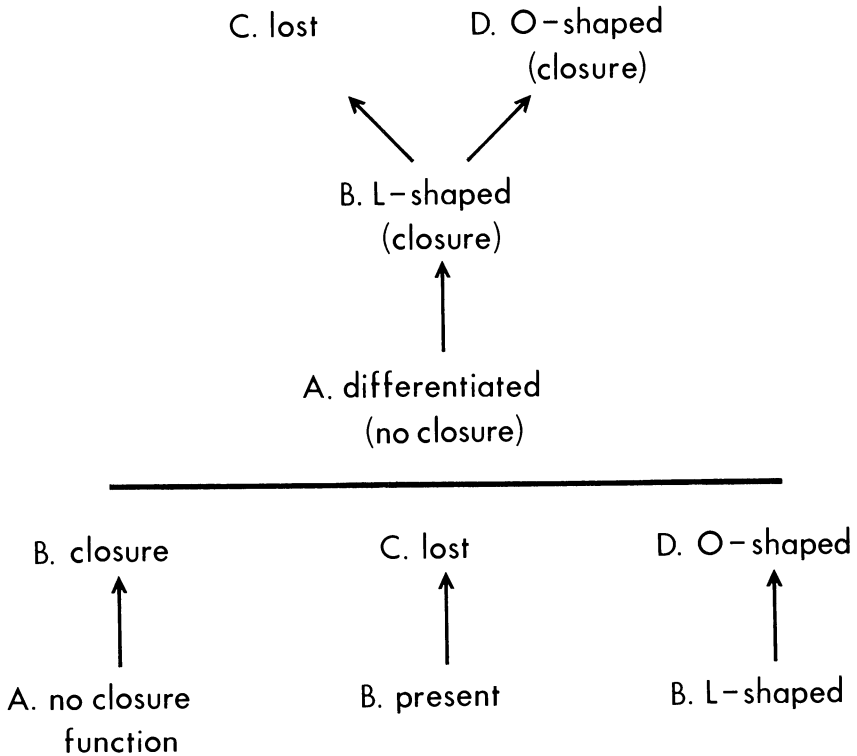 C. lost
D. O-shaped
(closure)
B. L-shaped
(closure)
A. differentiated
(no closure)
B. closure
C. lost
D. O-shaped
A. no closure
function
B. present
B. L-shaped